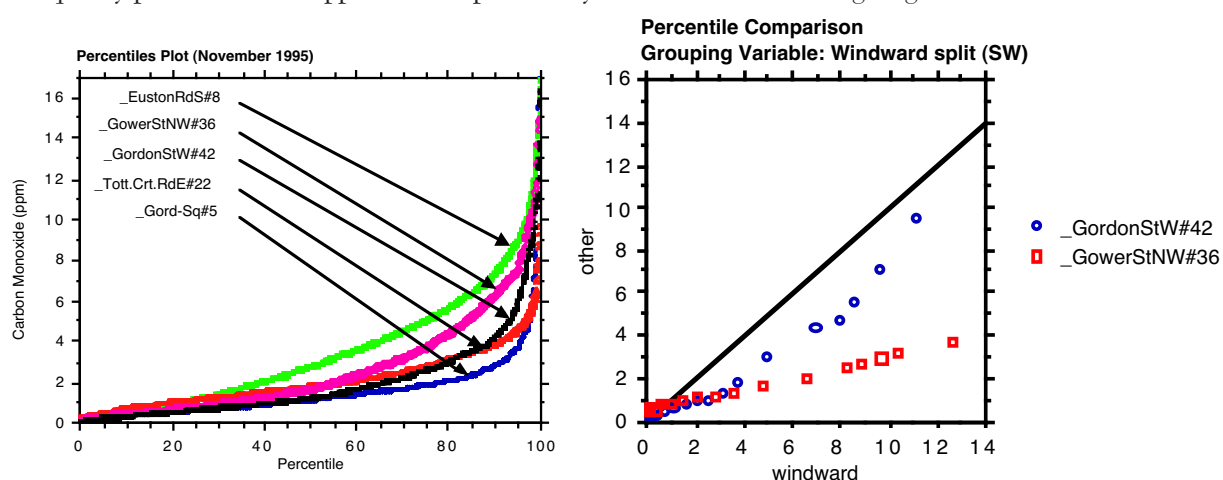 Percentiles Plot (November 1995)
16
14
12
10
8
6
4
2
0
Carbon Monoxide (ppm)
_EustonRdS#8
_GowerStNW#36
_GordonStW#42
_Tott.Crt.RdE#22
_Gord-Sq#5
0 20 40 60 80 100
Percentile
Percentile Comparison
Grouping Variable: Windward split (SW)
16
14
12
10
8
6
4
2
0
other
0 2 4 6 8 10 12 14
windward
_GordonStW#42
_GowerStNW#36